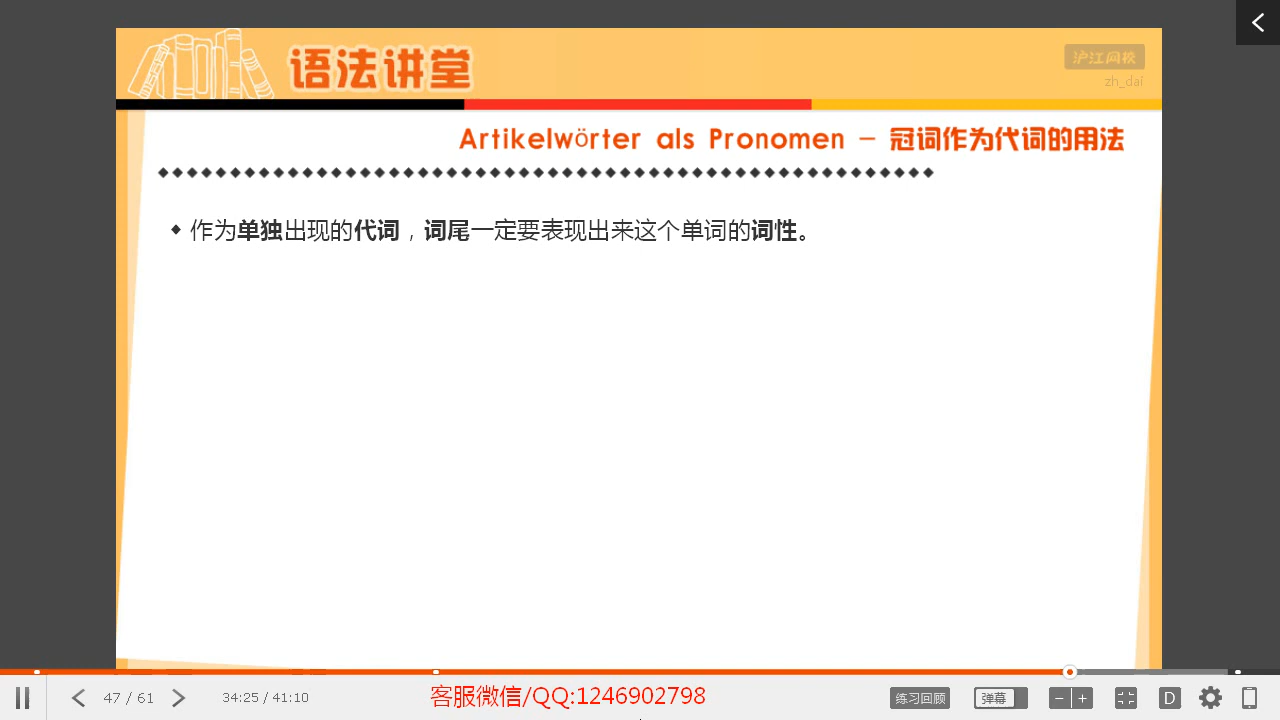 语法讲堂
沪江网校
zh_dai
Artikelwörter als Pronomen – 冠词作为代词的用法
◆ 作为单独出现的代词，词尾一定要表现出来这个单词的词性。
47 / 61
34:25 / 41:10
客服微信/QQ:1246902798
练习回顾
弹幕
D